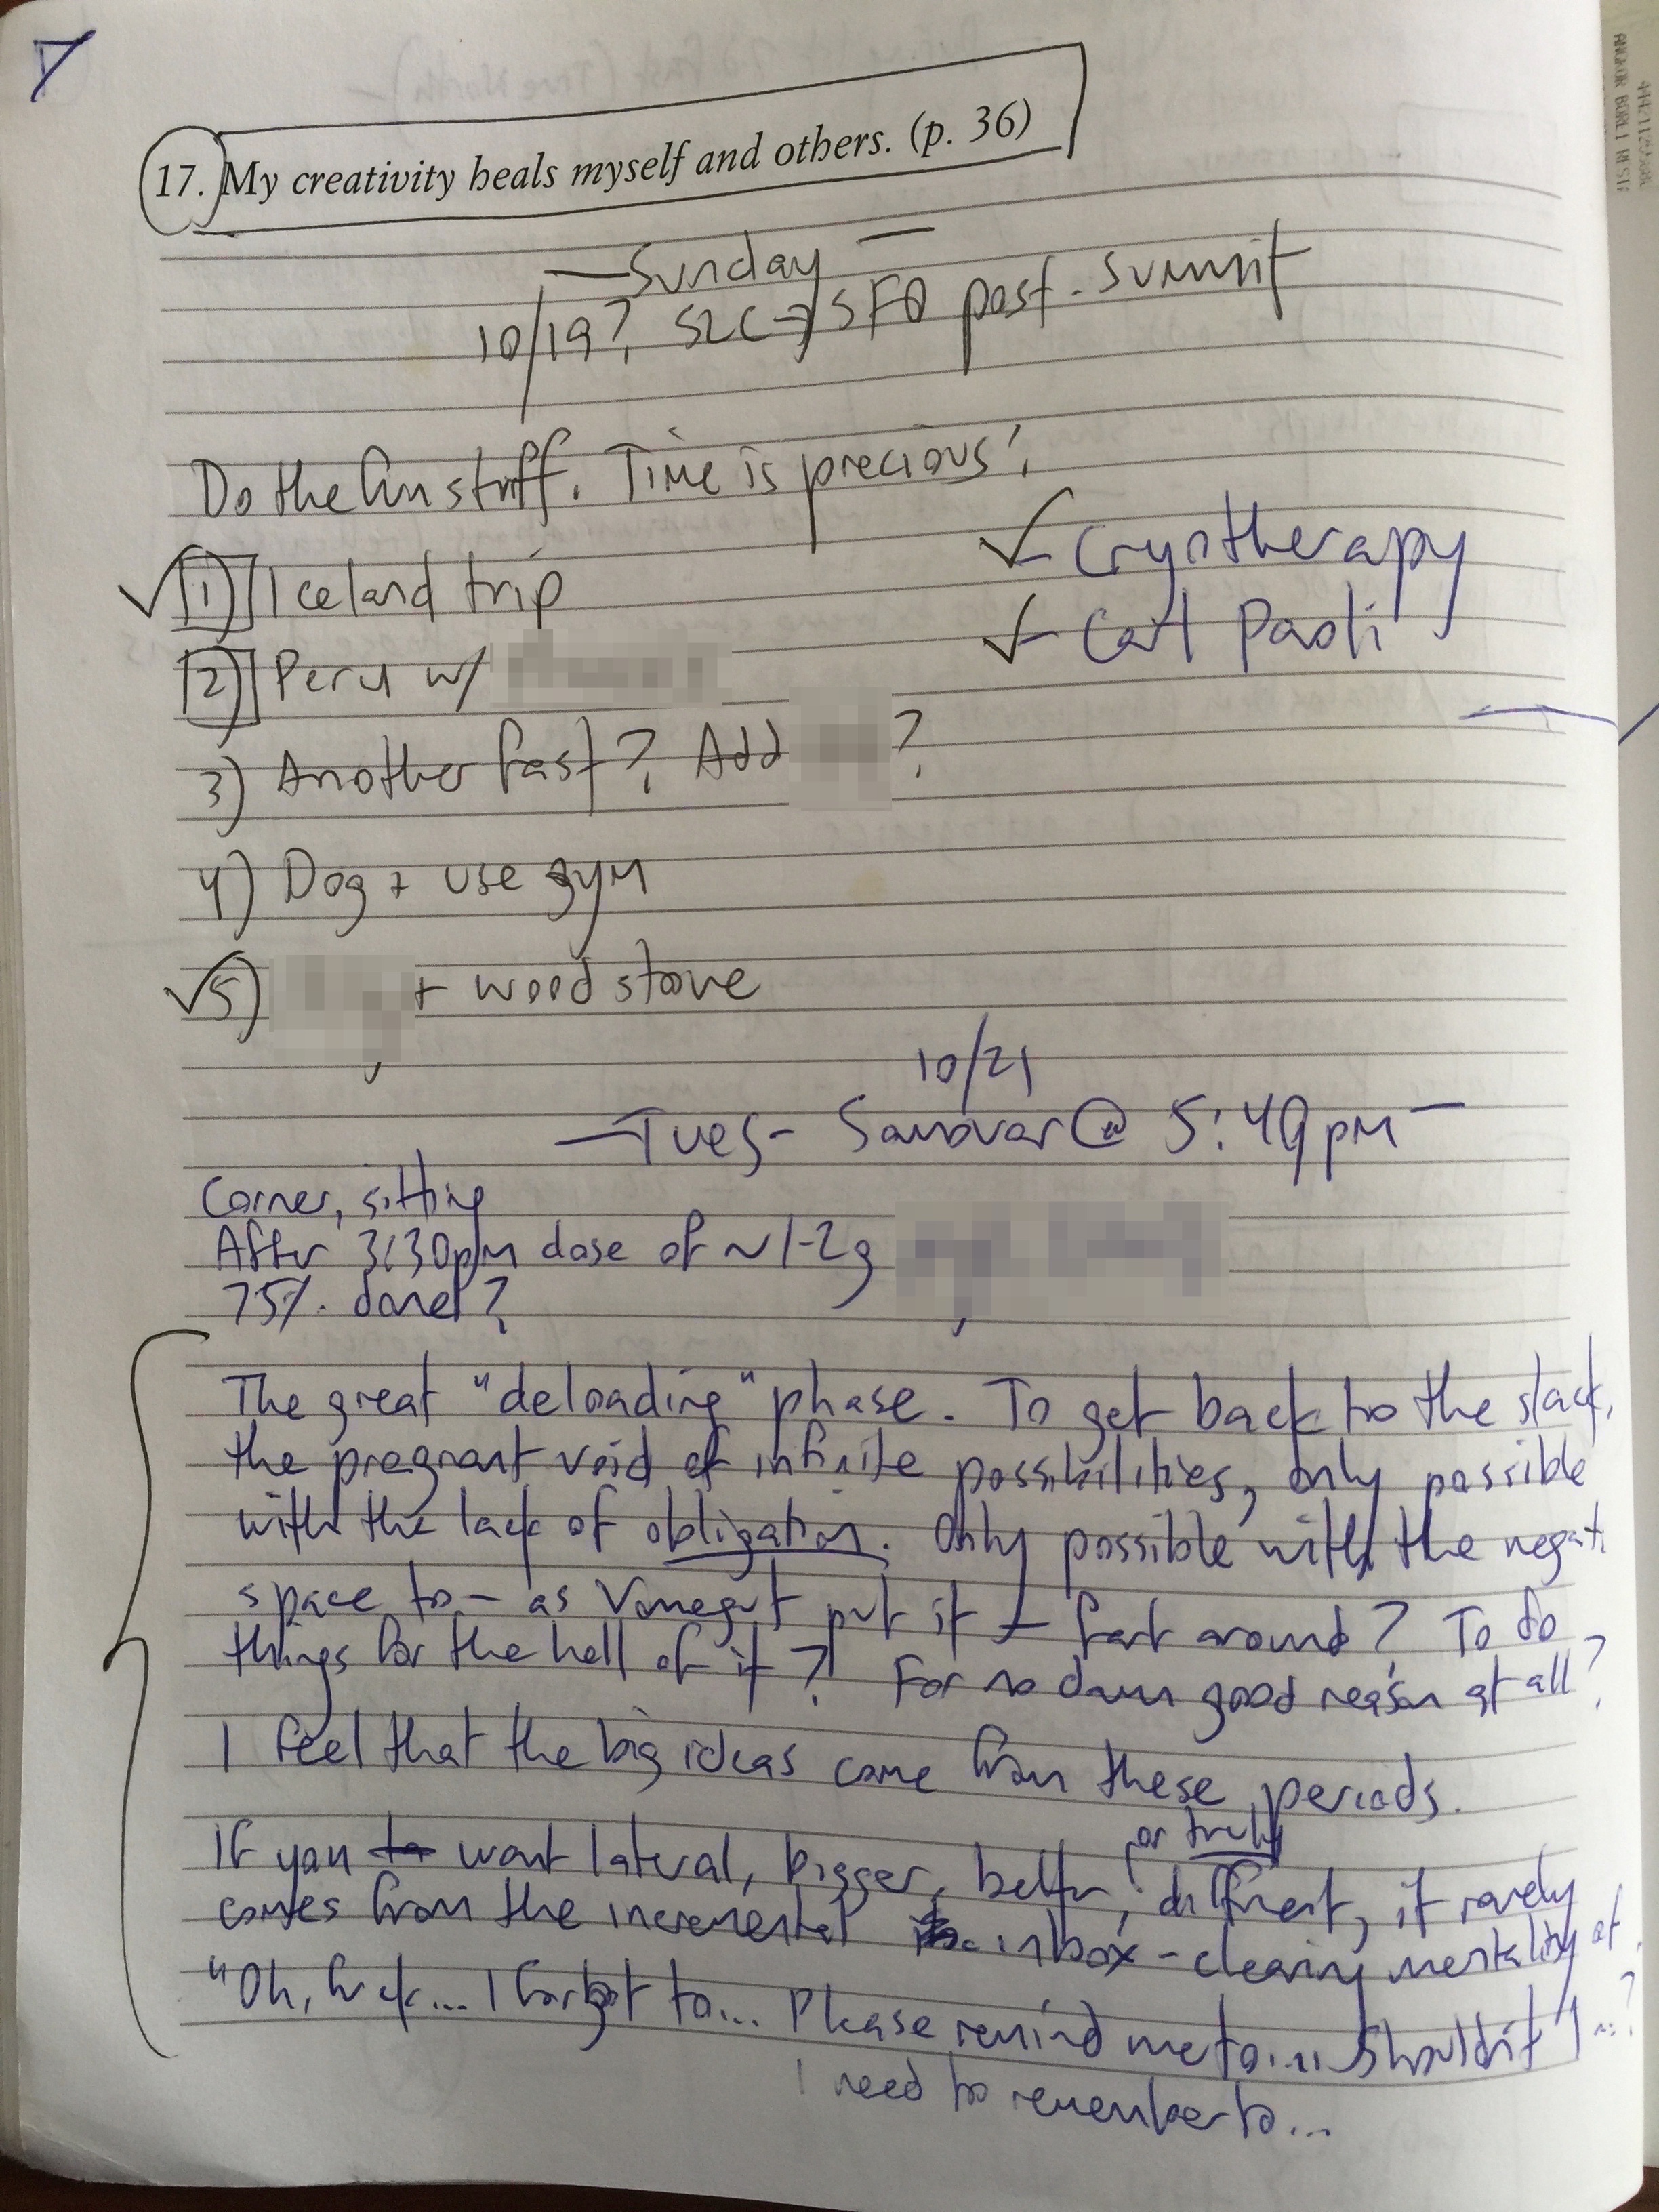 17. My creativity heals myself and others. (p. 36)
— Sunday —
10/19?, SLC → SFO post-summit
Do the fun stuff. Time is precious!
1) Iceland trip
2) Peru w/
3) Another fast? Add ?
4) Dog + use gym
5) + wood stove
Cryotherapy
Cat Paoli
10/21
— Tues - Samovar @ 5:40pm —
Corner, sitting
After 3:30pm dose of ~1-2g
75% done?
The great "deloading" phase. To get back to the slack,
the pregnant void of infinite possibilities, only possible
with the lack of obligation. Only possible with the
space to - as Vonnegut put it - fart around? To do
things for the hell of it? For no damn good reason at all?
I feel that the big ideas come from these periods.
If you want lateral, bigger, better, or truly different, it rarely
comes from the incremental inbox-clearing mentality of
"Oh, fuck... I forgot to... Please remind me to... Shouldn't I...?
I need to remember to...